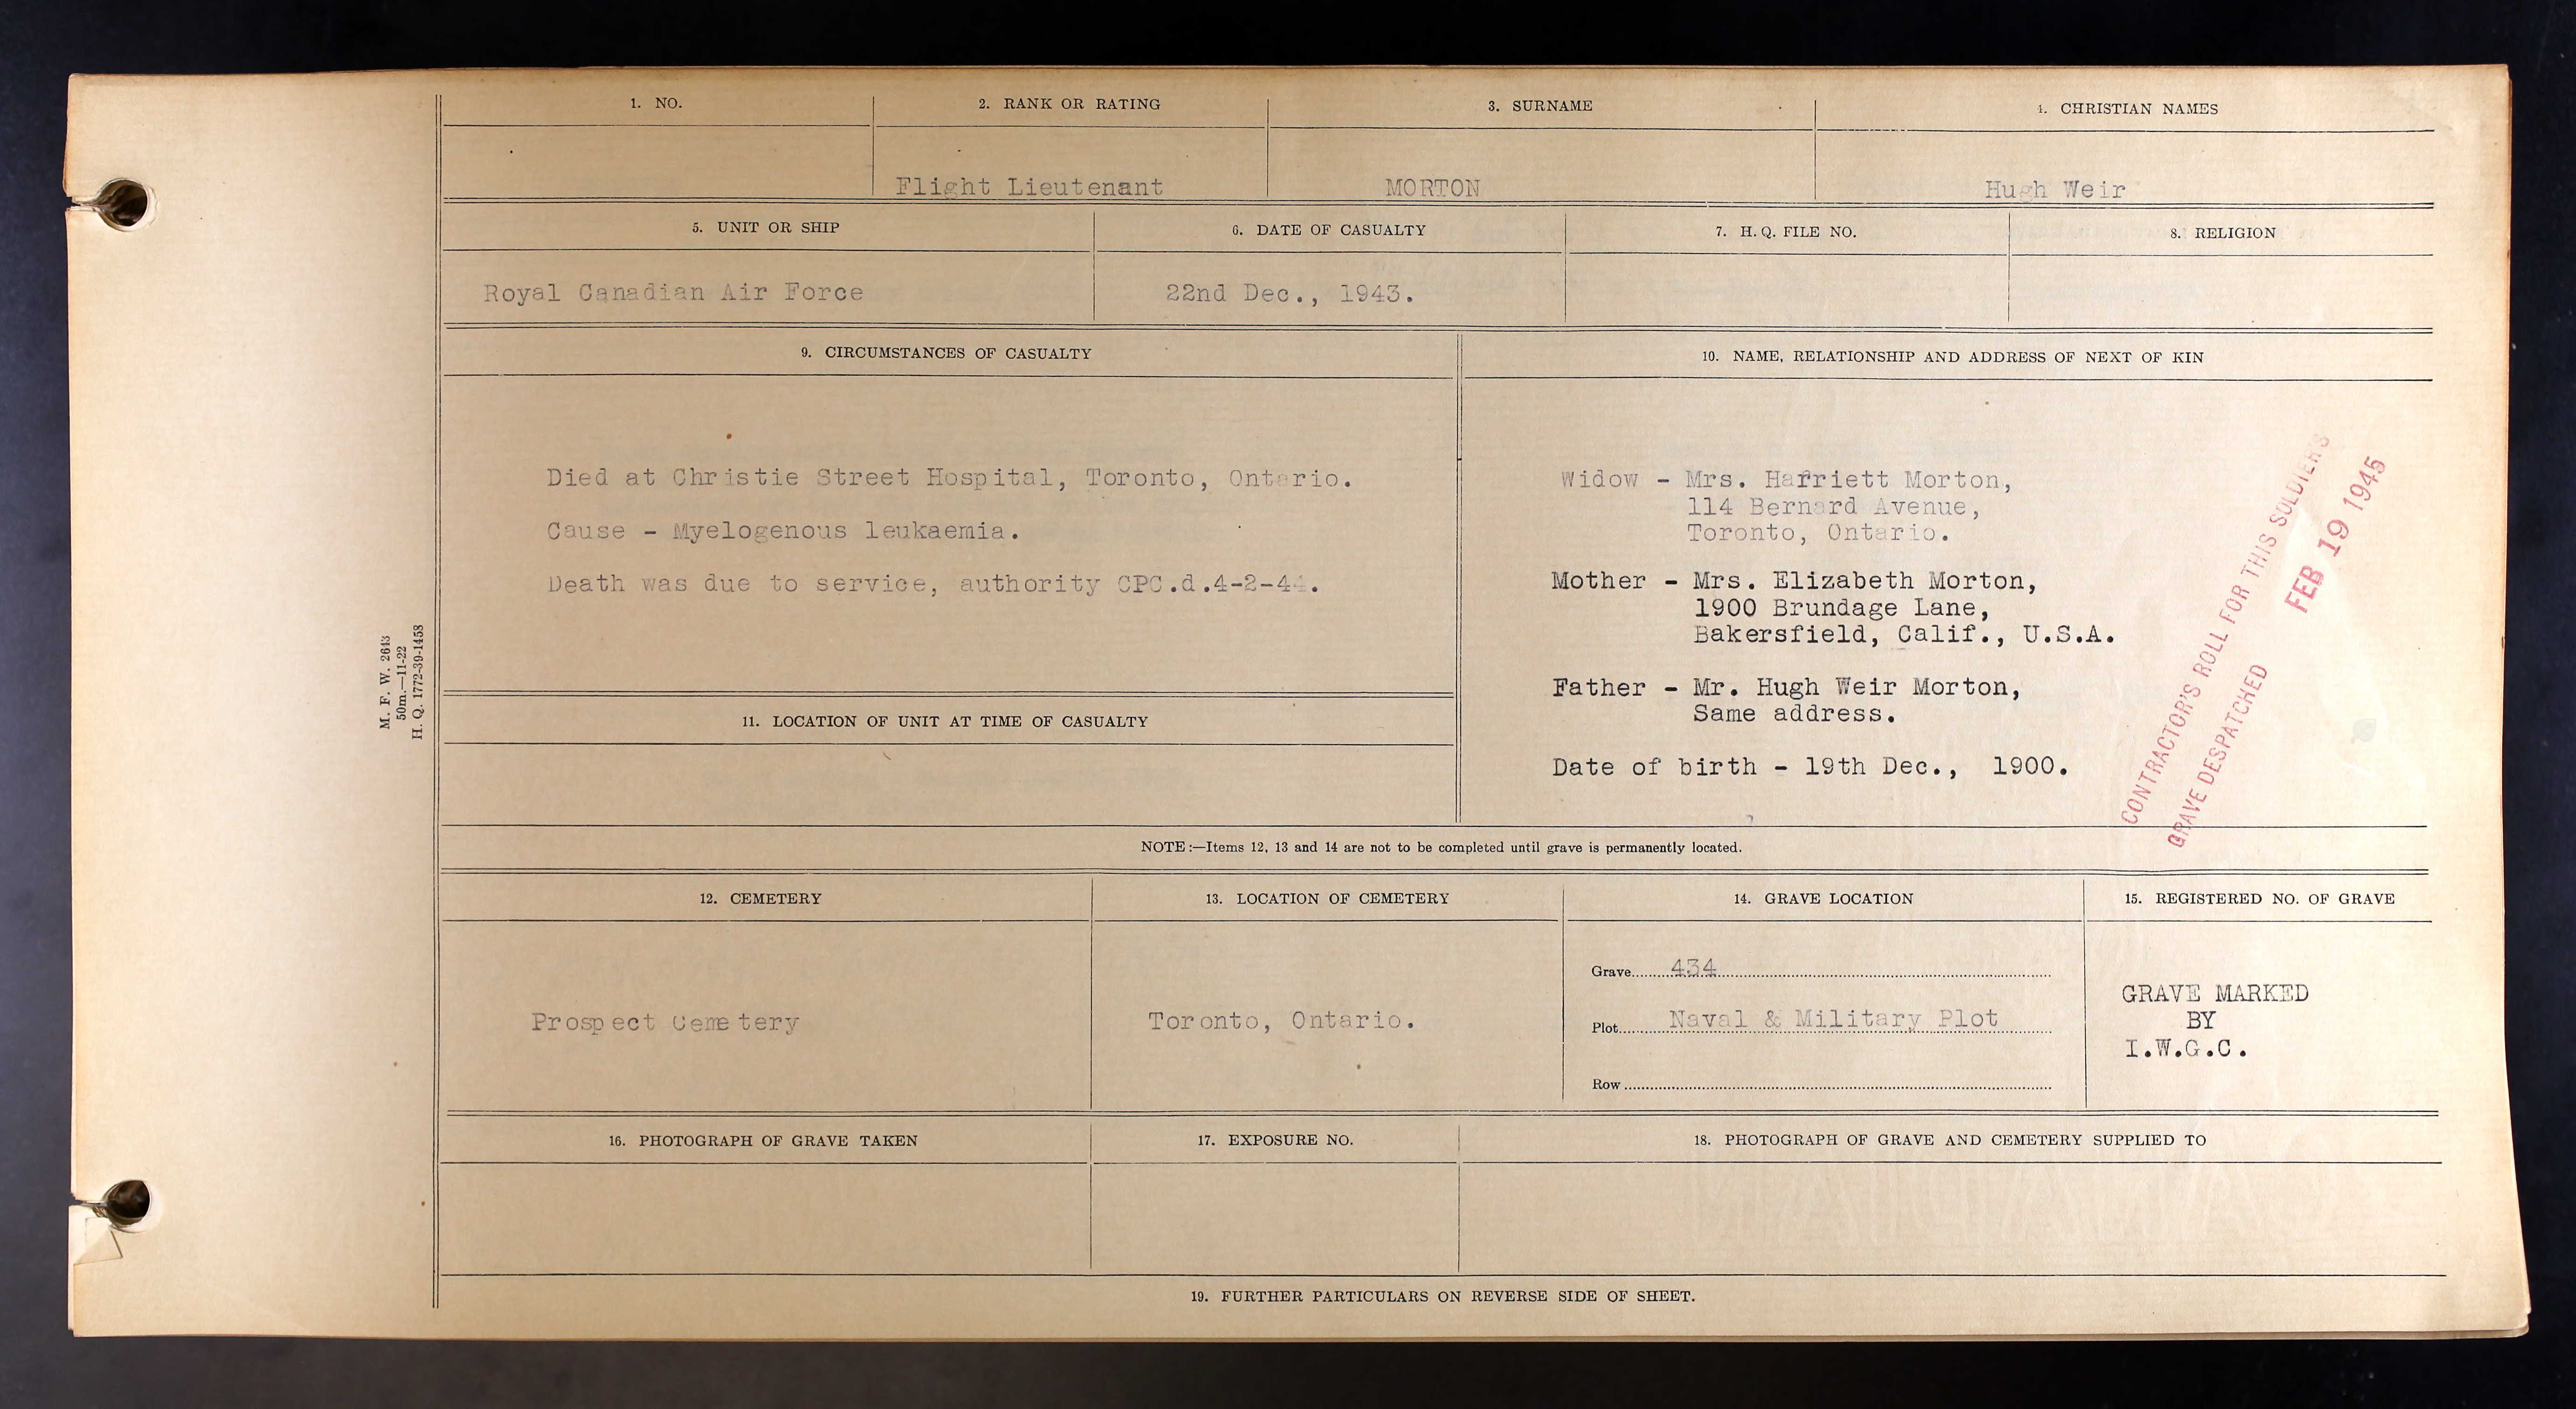 1. NO.
2. RANK OR RATING
3. SURNAME
4. CHRISTIAN NAMES
Flight Lieutenant
MORTON
Hugh Weir
5. UNIT OR SHIP
6. DATE OF CASUALTY
7. H. Q. FILE NO.
8. RELIGION
Royal Canadian Air Force
22nd Dec., 1943.
9. CIRCUMSTANCES OF CASUALTY
Died at Christie Street Hospital, Toronto, Ontario.
Cause - Myelogenous leukaemia.
Death was due to service, authority CPC.d.4-2-44.
10. NAME, RELATIONSHIP AND ADDRESS OF NEXT OF KIN
Widow - Mrs. Harriett Morton,
114 Bernard Avenue,
Toronto, Ontario.
Mother - Mrs. Elizabeth Morton,
1900 Brundage Lane,
Bakersfield, Calif., U.S.A.
Father - Mr. Hugh Weir Morton,
Same address.
Date of birth - 19th Dec., 1900.
CONTRACTOR'S ROLL FOR THIS SOLDIER'S
GRAVE DESPATCHED
FEB 19 1945
11. LOCATION OF UNIT AT TIME OF CASUALTY
M. F. W. 2643
50m.—11-22
H. Q. 1772-39-1458
NOTE:—Items 12, 13 and 14 are not to be completed until grave is permanently located.
12. CEMETERY
13. LOCATION OF CEMETERY
14. GRAVE LOCATION
15. REGISTERED NO. OF GRAVE
Prospect Cemetery
Toronto, Ontario.
Grave 434
Plot Naval & Military Plot
Row
GRAVE MARKED
BY
I.W.G.C.
16. PHOTOGRAPH OF GRAVE TAKEN
17. EXPOSURE NO.
18. PHOTOGRAPH OF GRAVE AND CEMETERY SUPPLIED TO
19. FURTHER PARTICULARS ON REVERSE SIDE OF SHEET.